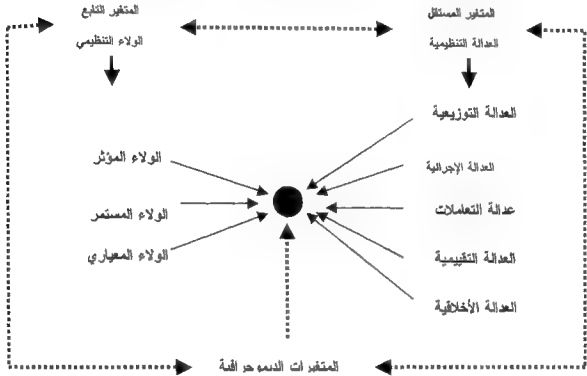 المتغير المستقل
العدالة التنظيمية
المتغير التابع
الولاء التنظيمي
العدالة التوزيعية
العدالة الإجرائية
عدالة التعاملات
العدالة التقييمية
العدالة الأخلاقية
الولاء المؤثر
الولاء المستمر
الولاء المعياري
المتغيرات الديموجرافية